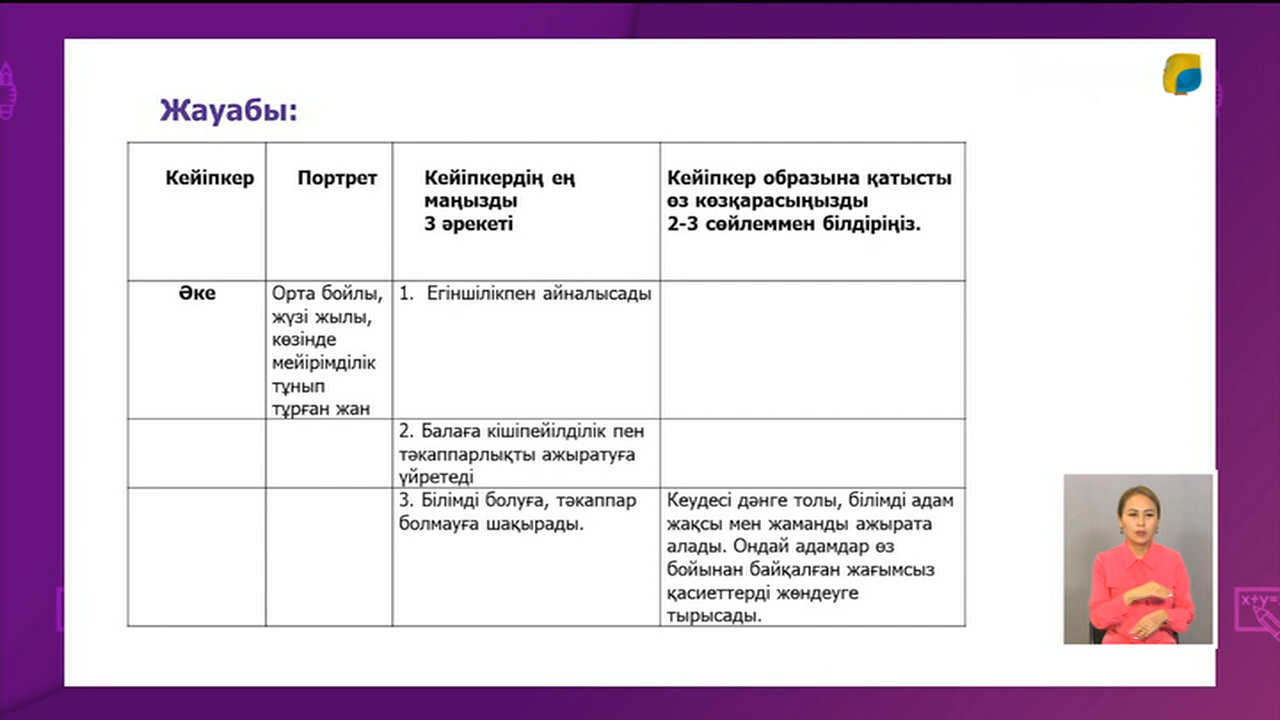 Жауабы:
Кейіпкер
Портрет
Кейіпкердің ең
маңызды
3 әрекеті
Кейіпкер образына қатысты
өз көзқарасыңызды
2-3 сөйлеммен білдіріңіз.
Әке
Орта бойлы,
жүзі жылы,
көзінде
мейірімділік
тұнып
тұрған жан
1. Егіншілікпен айналысады
2. Балаға кішіпейілділік пен
тәкаппарлықты ажыратуға
үйретеді
3. Білімді болуға, тәкаппар
болмауға шақырады.
Кеудесі дәнге толы, білімді адам
жақсы мен жаманды ажырата
алады. Ондай адамдар өз
бойынан байқалған жағымсыз
қасиеттерді жөндеуге
тырысады.
x+y=